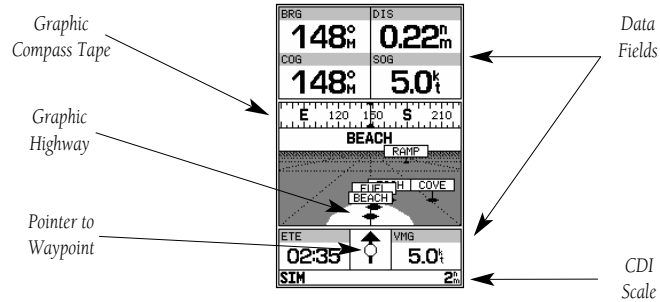 Graphic
Compass Tape
Graphic
Highway
Pointer to
Waypoint
BRG DIS
148°M 0.22nm
COG SOG
148°M 5.0kt
E 120 150 S 210
BEACH
RAMP
COVE
FUEL
BEACH
ETE VMG
02:35 5.0kt
SIM 2nm
Data
Fields
CDI
Scale